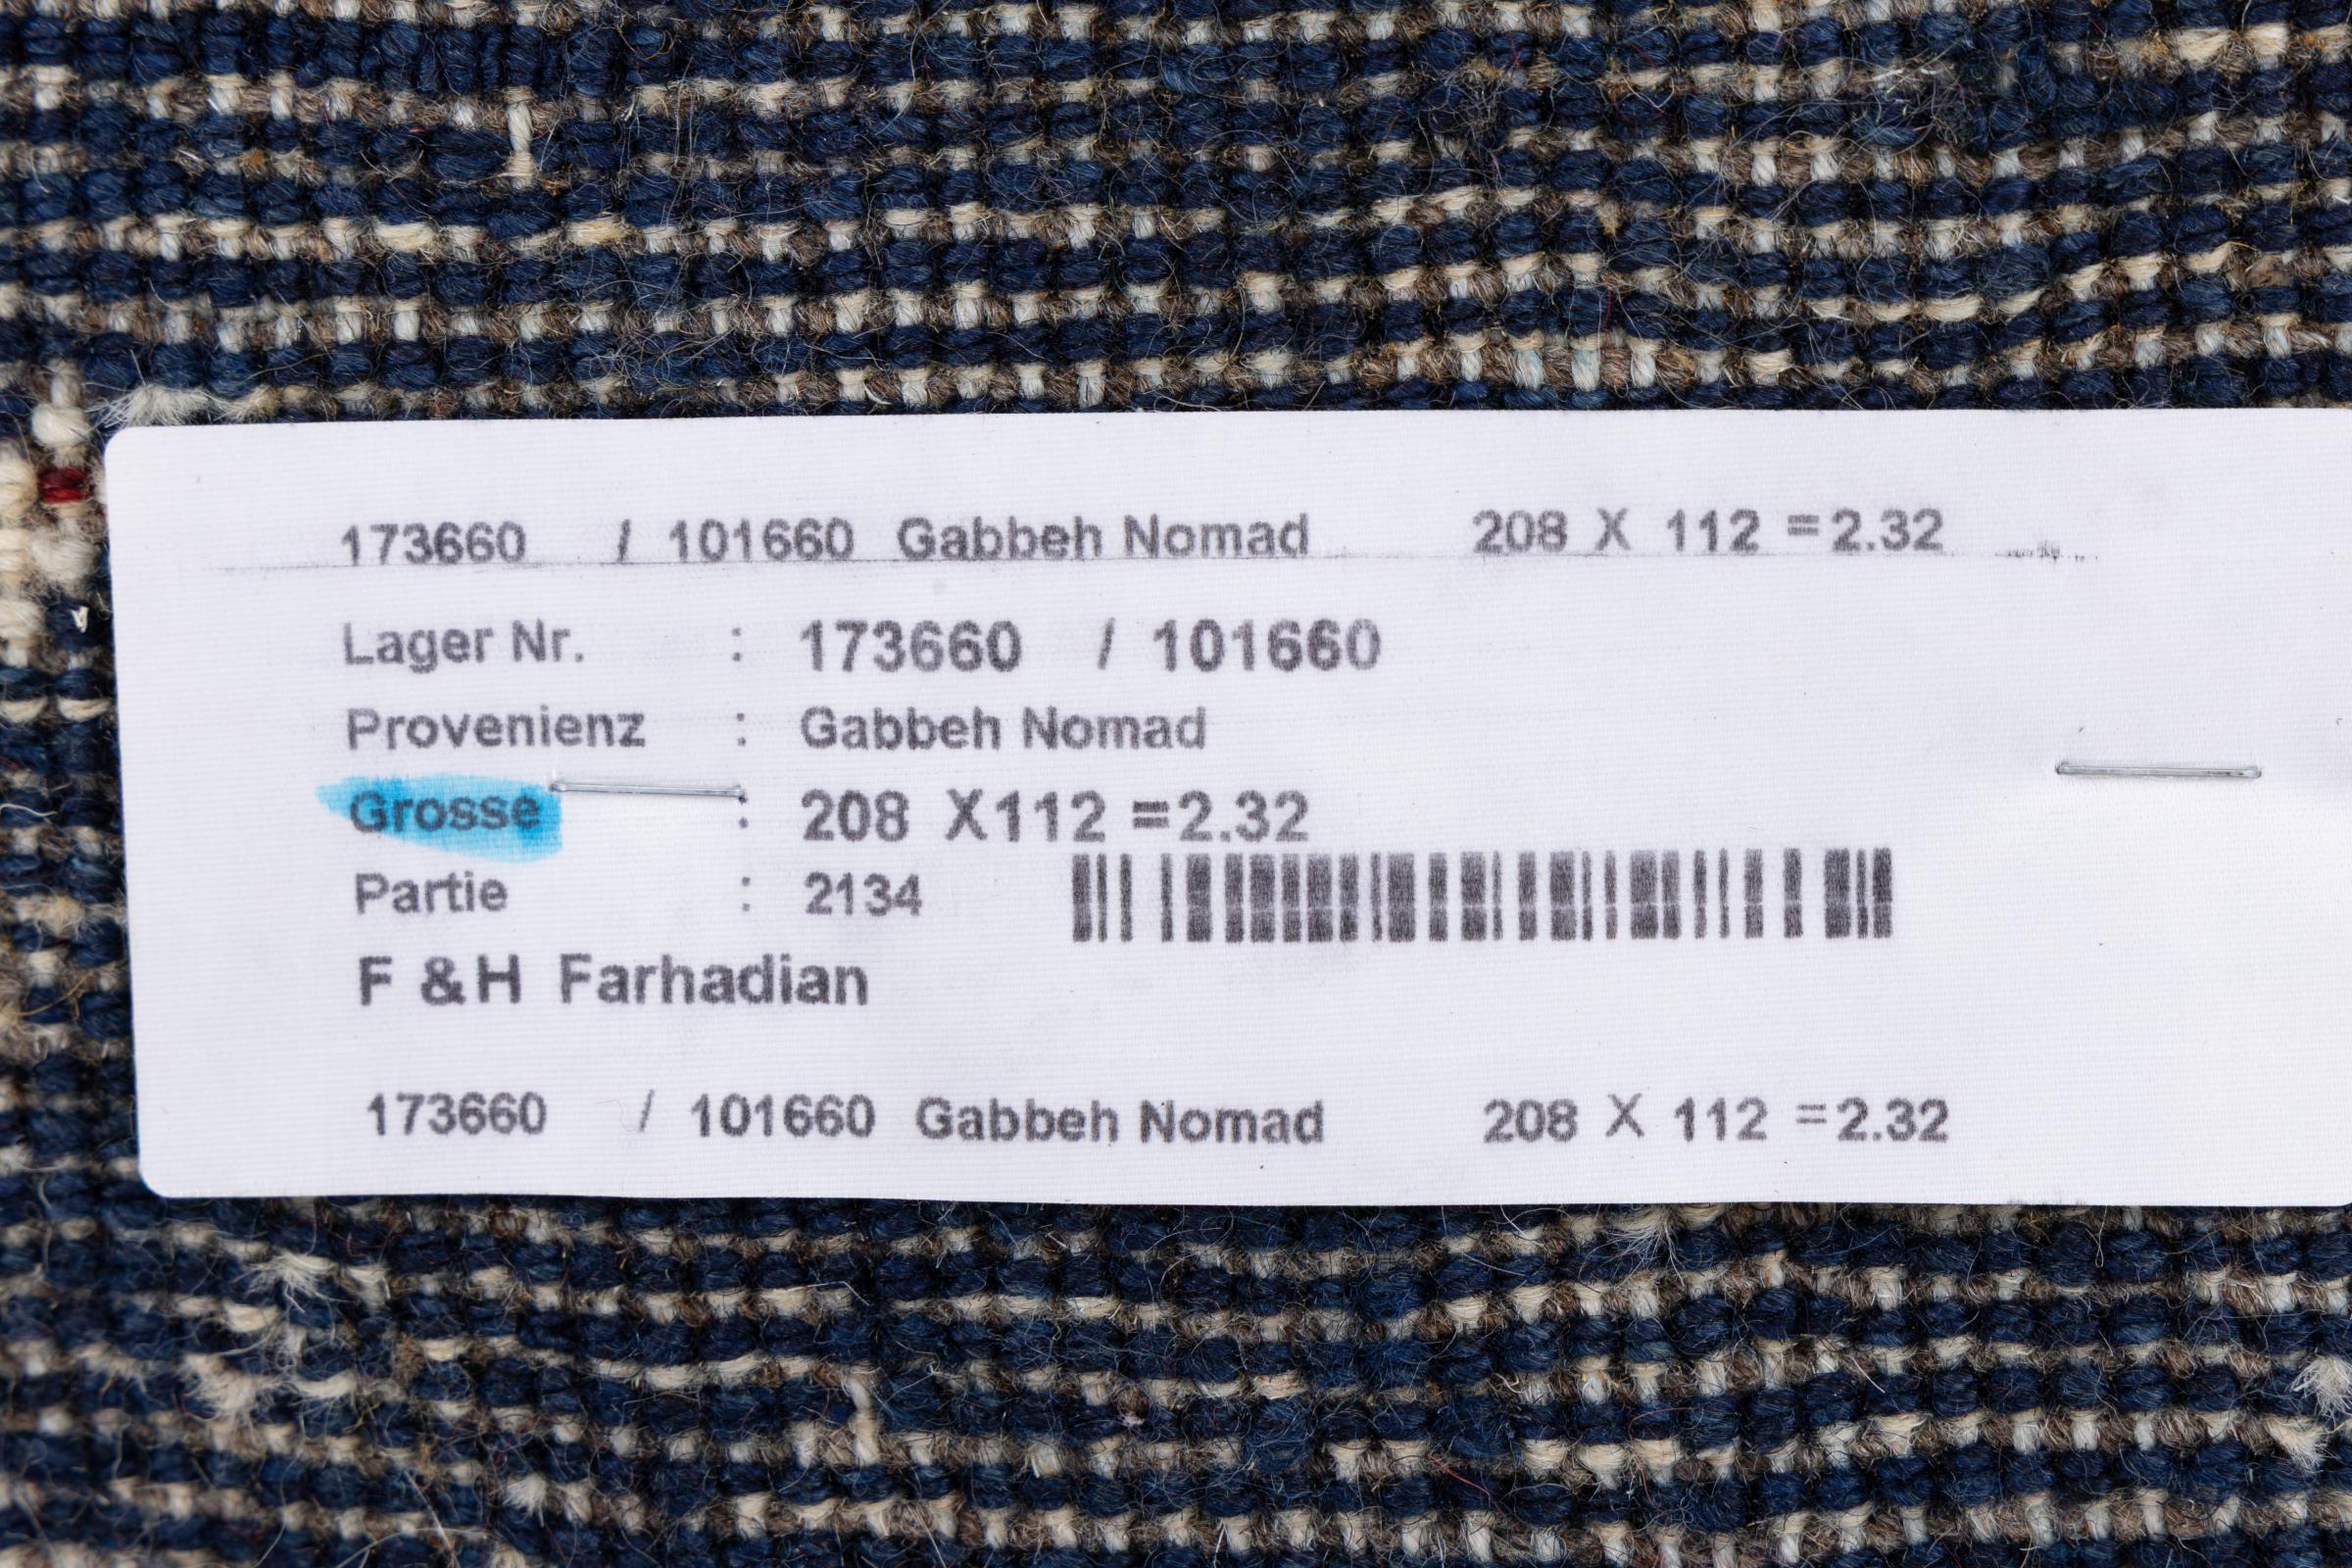 173660 / 101660 Gabbeh Nomad 208 X 112 =2.32
Lager Nr. : 173660 / 101660
Provenienz : Gabbeh Nomad
Grosse : 208 X112 =2.32
Partie : 2134
F &H Farhadian
173660 / 101660 Gabbeh Nomad 208 X 112 =2.32